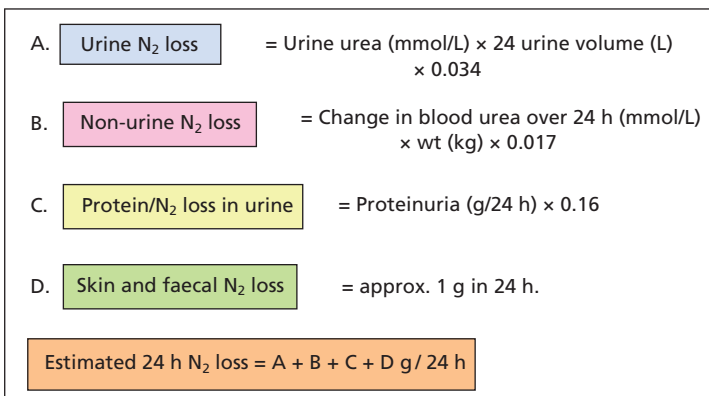 A. Urine N₂ loss = Urine urea (mmol/L) × 24 urine volume (L)
× 0.034
B. Non-urine N₂ loss = Change in blood urea over 24 h (mmol/L)
× wt (kg) × 0.017
C. Protein/N₂ loss in urine = Proteinuria (g/24 h) × 0.16
D. Skin and faecal N₂ loss = approx. 1 g in 24 h.
Estimated 24 h N₂ loss = A + B + C + D g / 24 h